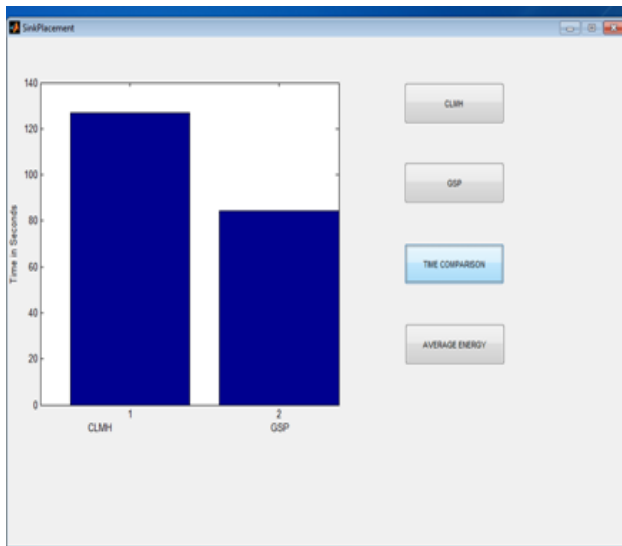 SinkPlacement
140
120
100
80
60
40
20
0
Time in Seconds
1
2
CLMH
GSP
CLMH
GSP
TIME COMPARISON
AVERAGE ENERGY